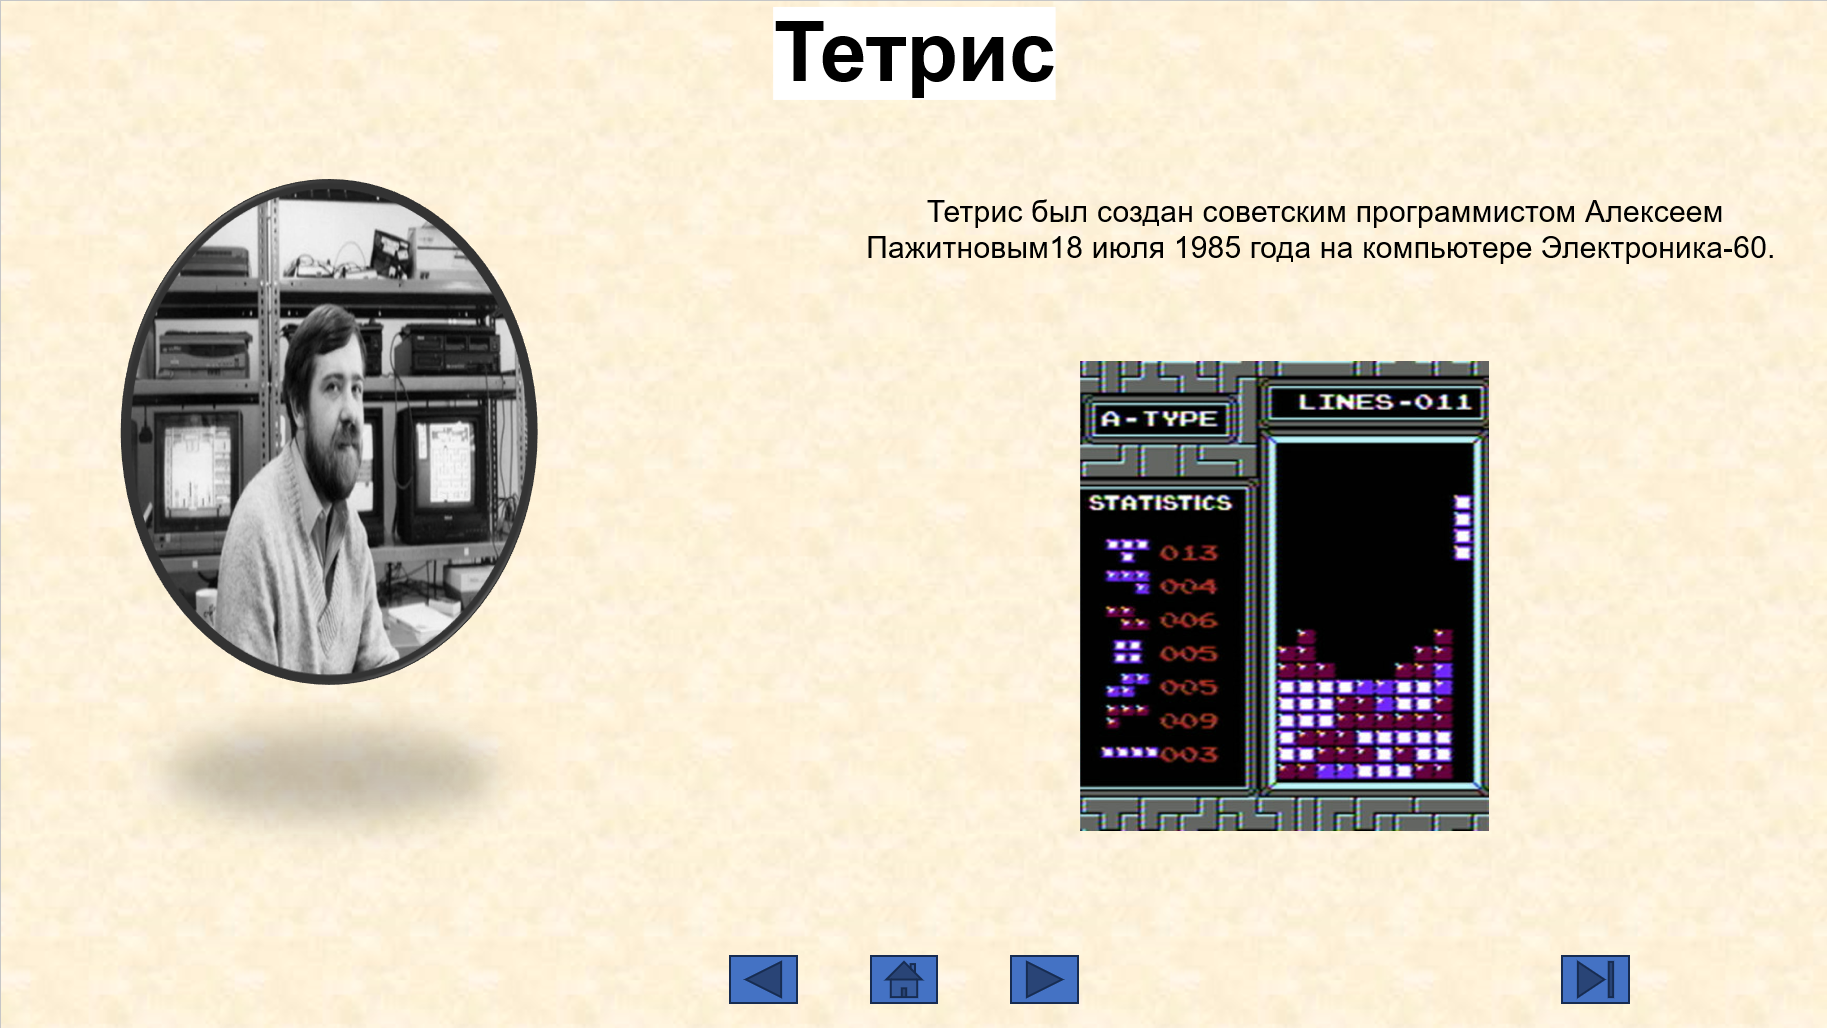 Тетрис
Тетрис был создан советским программистом Алексеем
Пажитновым18 июля 1985 года на компьютере Электроника-60.
LINES-011
A-TYPE
STATISTICS
013
004
006
005
005
009
003